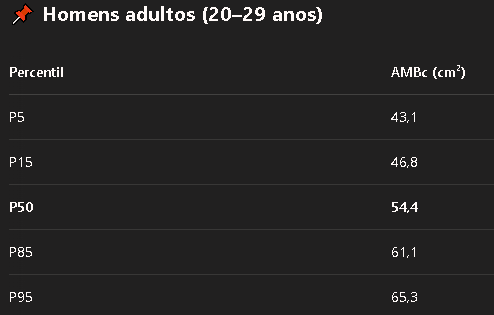 📌 Homens adultos (20–29 anos)
Percentil AMBc (cm²)
P5 43,1
P15 46,8
P50 54,4
P85 61,1
P95 65,3